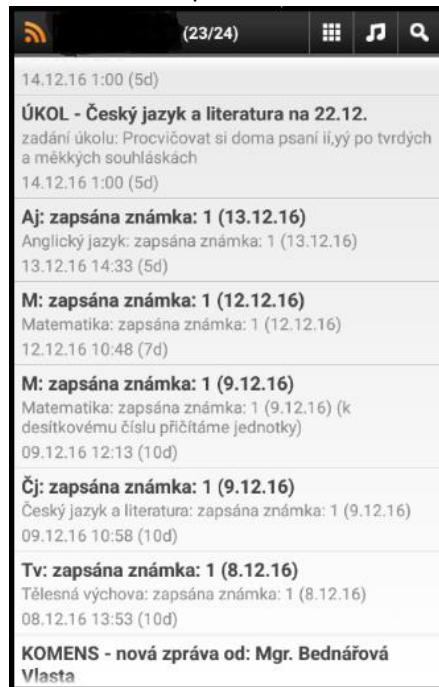 (23/24)
14.12.16 1:00 (5d)
ÚKOL - Český jazyk a literatura na 22.12.
zadání úkolu: Procvičovat si doma psaní ií,yý po tvrdých
a měkkých souhláskách
14.12.16 1:00 (5d)
Aj: zapsána známka: 1 (13.12.16)
Anglický jazyk: zapsána známka: 1 (13.12.16)
13.12.16 14:33 (5d)
M: zapsána známka: 1 (12.12.16)
Matematika: zapsána známka: 1 (12.12.16)
12.12.16 10:48 (7d)
M: zapsána známka: 1 (9.12.16)
Matematika: zapsána známka: 1 (9.12.16) (k
desítkovému číslu přičítáme jednotky)
09.12.16 12:13 (10d)
Čj: zapsána známka: 1 (9.12.16)
Český jazyk a literatura: zapsána známka: 1 (9.12.16)
09.12.16 10:58 (10d)
Tv: zapsána známka: 1 (8.12.16)
Tělesná výchova: zapsána známka: 1 (8.12.16)
08.12.16 13:53 (10d)
KOMENS - nová zpráva od: Mgr. Bednářová
Vlasta